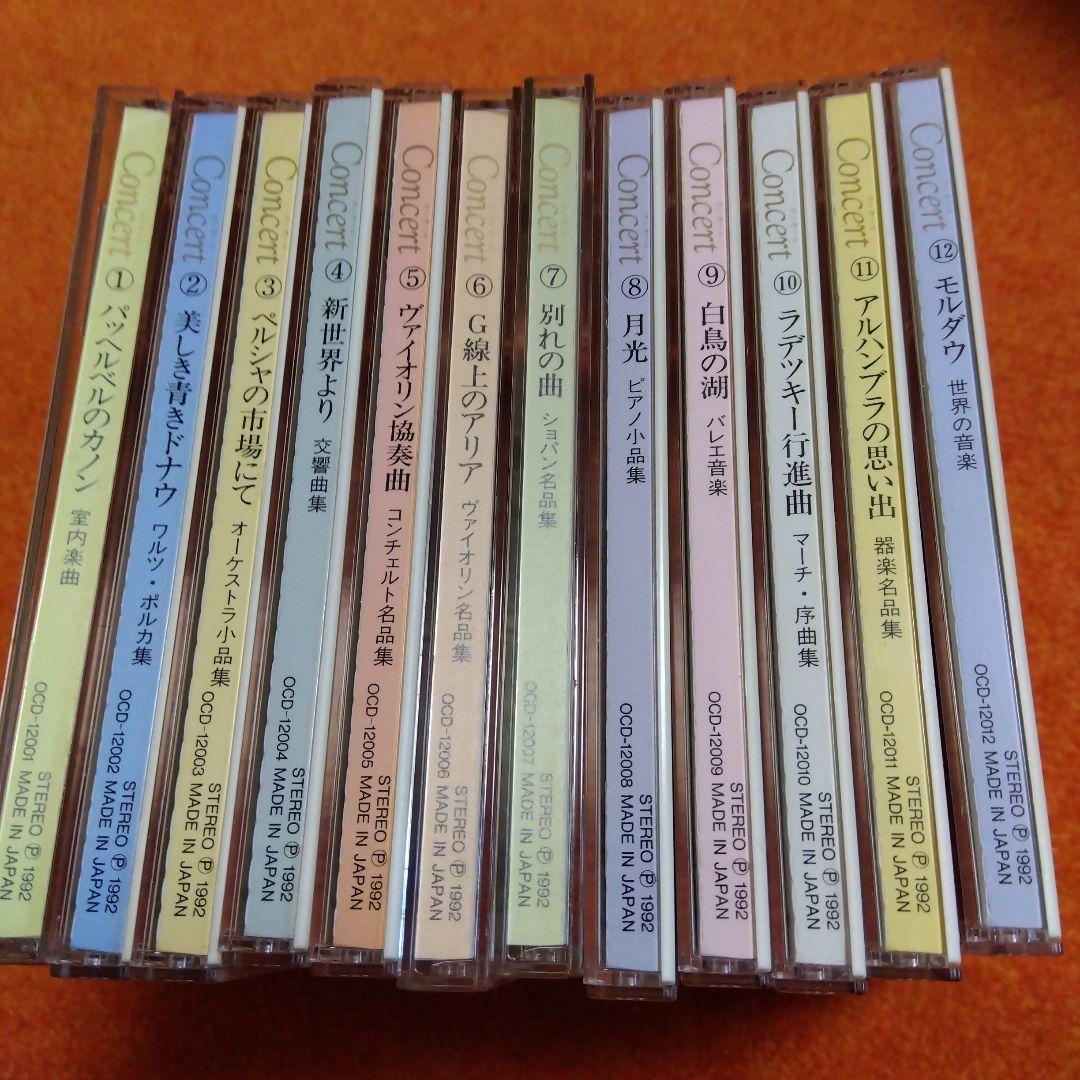 Concert ① パッヘルベルのカノン 室内楽曲 OCD-12001 STEREO Ⓟ 1992 MADE IN JAPAN
Concert ② 美しき青きドナウ ワルツ・ポルカ集 OCD-12002 STEREO Ⓟ 1992 MADE IN JAPAN
Concert ③ ペルシャの市場にて オーケストラ小品集 OCD-12003 STEREO Ⓟ 1992 MADE IN JAPAN
Concert ④ 新世界より 交響曲集 OCD-12004 STEREO Ⓟ 1992 MADE IN JAPAN
Concert ⑤ ヴァイオリン協奏曲 コンチェルト名品集 OCD-12005 STEREO Ⓟ 1992 MADE IN JAPAN
Concert ⑥ G線上のアリア ヴァイオリン名品集 OCD-12006 STEREO Ⓟ 1992 MADE IN JAPAN
Concert ⑦ 別れの曲 ショパン名品集 OCD-12007 STEREO Ⓟ 1992 MADE IN JAPAN
Concert ⑧ 月光 ピアノ小品集 OCD-12008 STEREO Ⓟ 1992 MADE IN JAPAN
Concert ⑨ 白鳥の湖 バレエ音楽 OCD-12009 STEREO Ⓟ 1992 MADE IN JAPAN
Concert ⑩ ラデツキー行進曲 マーチ・序曲集 OCD-12010 STEREO Ⓟ 1992 MADE IN JAPAN
Concert ⑪ アルハンブラの思い出 器楽名品集 OCD-12011 STEREO Ⓟ 1992 MADE IN JAPAN
Concert ⑫ モルダウ 世界の音楽 OCD-12012 STEREO Ⓟ 1992 MADE IN JAPAN